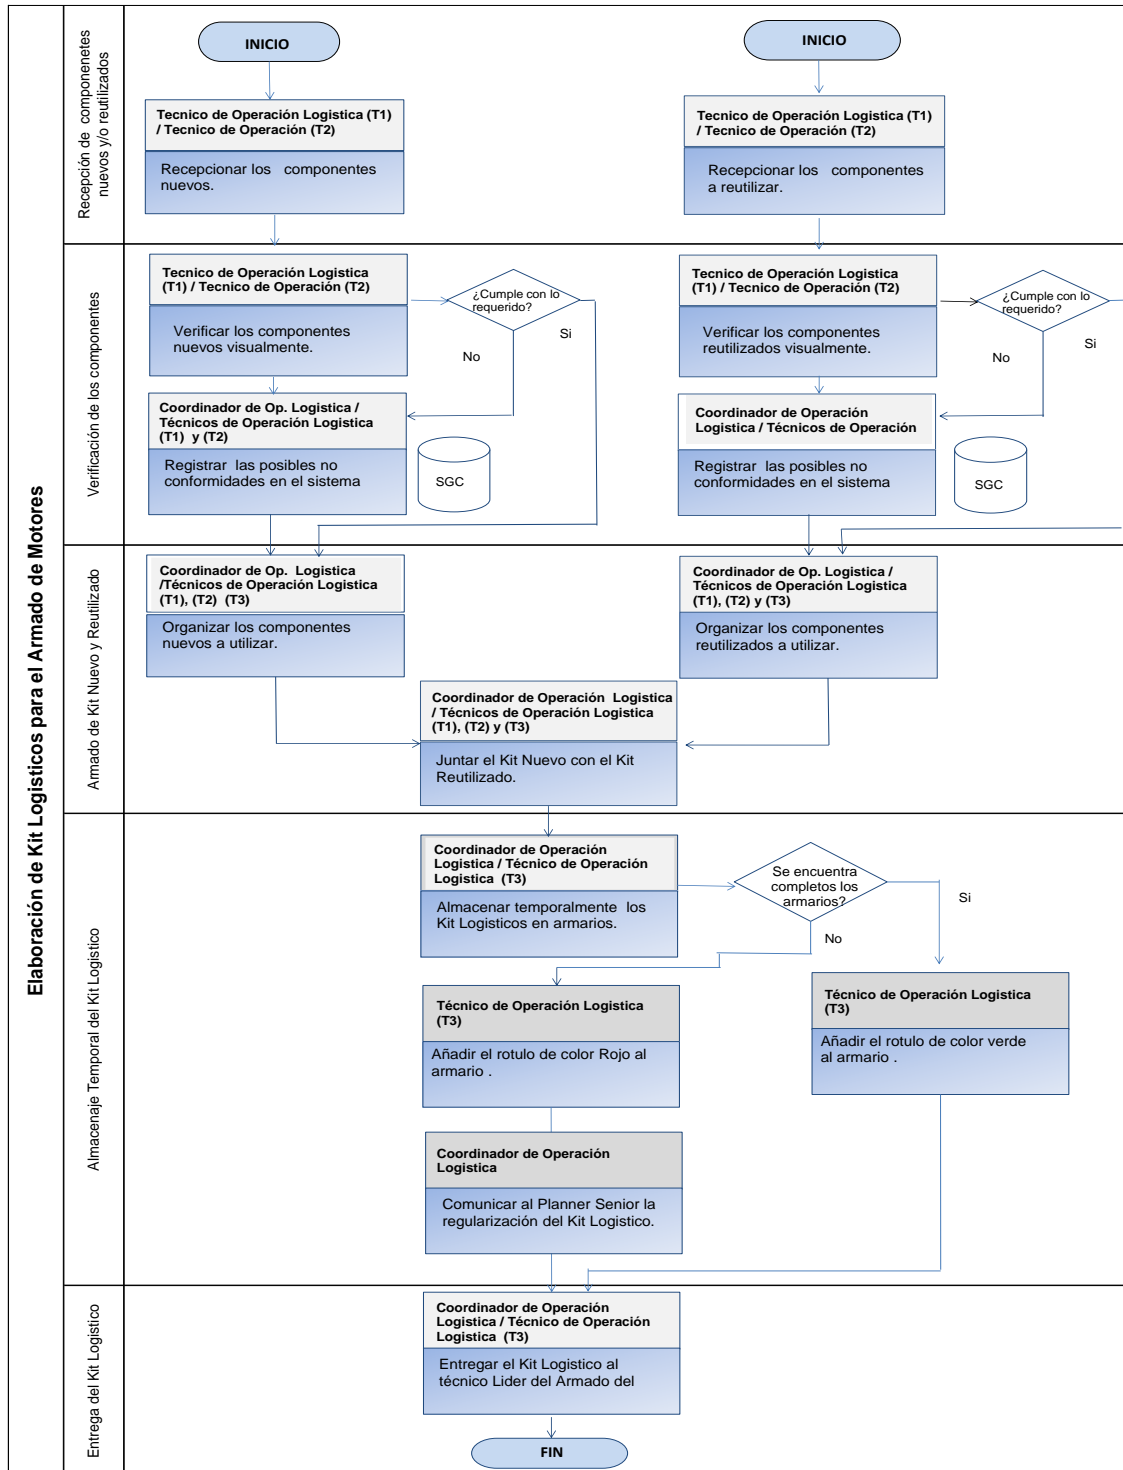 Elaboración de Kit Logisticos para el Armado de Motores
Recepción de componenetes
nuevos y/o reutilizados
INICIO
INICIO
Tecnico de Operación Logistica (T1)
/ Tecnico de Operación (T2)
Recepcionar los componentes
nuevos.
Tecnico de Operación Logistica (T1)
/ Tecnico de Operación (T2)
Recepcionar los componentes
a reutilizar.
Verificación de los componentes
Tecnico de Operación Logistica
(T1) / Tecnico de Operación (T2)
Verificar los componentes
nuevos visualmente.
¿Cumple con lo
requerido?
No
Si
Coordinador de Op. Logistica /
Técnicos de Operación Logistica
(T1) y (T2)
Registrar las posibles no
conformidades en el sistema
SGC
Tecnico de Operación Logistica
(T1) / Tecnico de Operación (T2)
Verificar los componentes
reutilizados visualmente.
¿Cumple con lo
requerido?
No
Si
Coordinador de Operación
Logistica / Técnicos de Operación
Registrar las posibles no
conformidades en el sistema
SGC
Armado de Kit Nuevo y Reutilizado
Coordinador de Op. Logistica
/Técnicos de Operación Logistica
(T1), (T2) (T3)
Organizar los componentes
nuevos a utilizar.
Coordinador de Op. Logistica /
Técnicos de Operación Logistica
(T1), (T2) y (T3)
Organizar los componentes
reutilizados a utilizar.
Coordinador de Operación Logistica
/ Técnicos de Operación Logistica
(T1), (T2) y (T3)
Juntar el Kit Nuevo con el Kit
Reutilizado.
Almacenaje Temporal del Kit Logistico
Coordinador de Operación
Logistica / Técnico de Operación
Logistica (T3)
Almacenar temporalmente los
Kit Logisticos en armarios.
Se encuentra
completos los
armarios?
Si
No
Técnico de Operación Logistica
(T3)
Añadir el rotulo de color Rojo al
armario .
Técnico de Operación Logistica
(T3)
Añadir el rotulo de color verde
al armario .
Coordinador de Operación
Logistica
Comunicar al Planner Senior la
regularización del Kit Logistico.
Entrega del Kit Logistico
Coordinador de Operación
Logistica / Técnico de Operación
Logistica (T3)
Entregar el Kit Logistico al
técnico Lider del Armado del
FIN